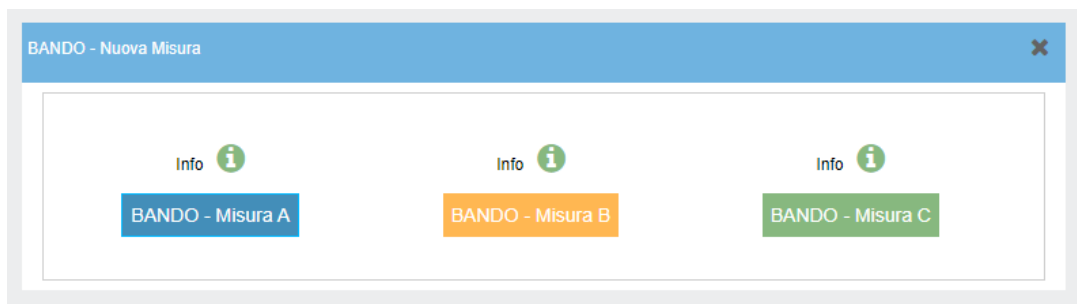 BANDO - Nuova Misura
Info
Info
Info
BANDO - Misura A
BANDO - Misura B
BANDO - Misura C